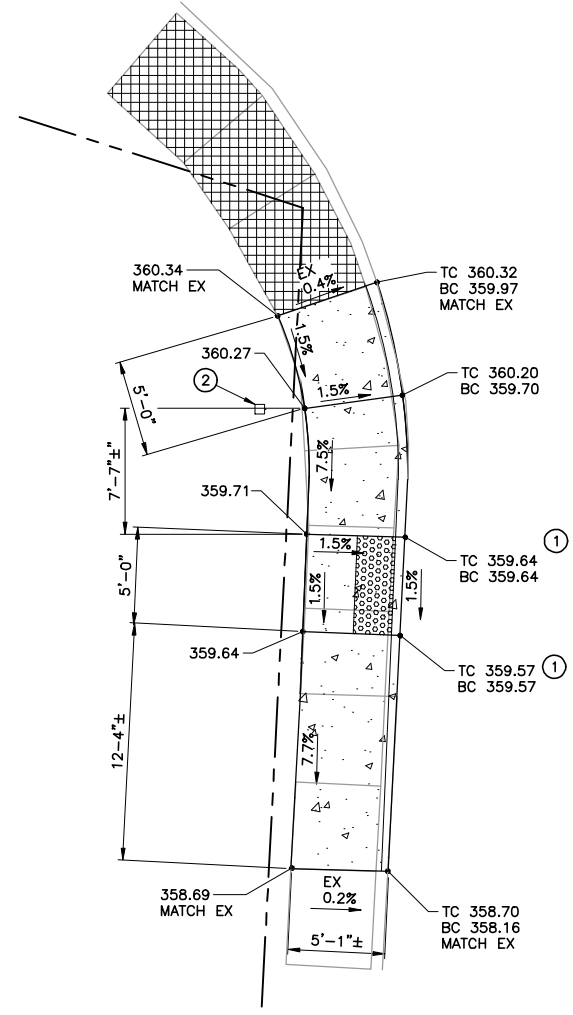 360.34
MATCH EX
EX
0.4%
TC 360.32
BC 359.97
MATCH EX
1.5%
360.27
2
5'-0"
1.5%
TC 360.20
BC 359.70
7'-7"±
7.5%
359.71
1.5%
1
TC 359.64
BC 359.64
5'-0"
1.5%
1.5%
359.64
TC 359.57
BC 359.57
1
12-4"±
7.7%
358.69
MATCH EX
EX
0.2%
TC 358.70
BC 358.16
MATCH EX
5'-1"±